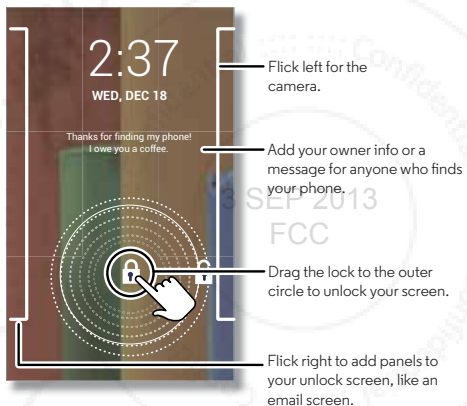 2:37
WED, DEC 18
Thanks for finding my phone!
I owe you a coffee.
Flick left for the
camera.
Add your owner info or a
message for anyone who finds
your phone.
SEP 2013
FCC
Drag the lock to the outer
circle to unlock your screen.
Flick right to add panels to
your unlock screen, like an
email screen.